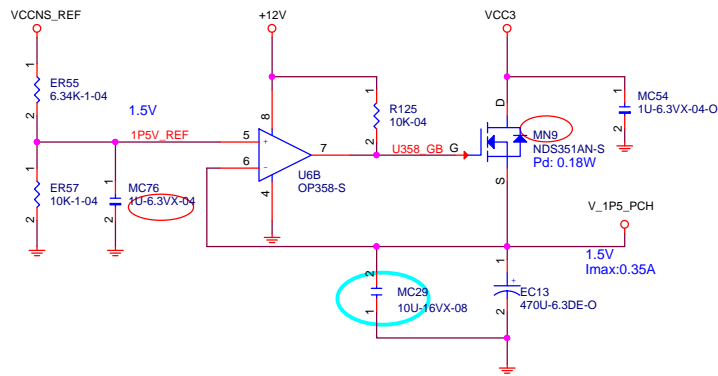 VCCNS_REF
+12V
VCC3
1
ER55
6.34K-1-04
2
1.5V
1P5V_REF
1
ER57
10K-1-04
2
1
MC76
1U-6.3VX-04
2
8
5
+
6
-
7
4
U6B
OP358-S
1
R125
10K-04
2
U358_GB
G
D
S
MN9
NDS351AN-S
Pd: 0.18W
1
MC54
1U-6.3VX-04-O
2
V_1P5_PCH
1.5V
Imax:0.35A
2
MC29
10U-16VX-08
1
1
+
EC13
470U-6.3DE-O
2